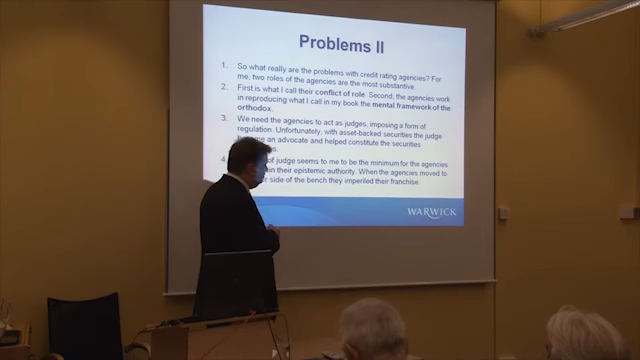 Problems II
1. So what really are the problems with credit rating agencies? For
me, two roles of the agencies are the most substantive.
2. First is what I call their conflict of role. Second, the agencies work
in reproducing what I call in my book the mental framework of the
orthodox.
3. We need the agencies to act as judges, imposing a form of
regulation. Unfortunately, with asset-backed securities the judge
an advocate and helped constitute the securities
4. of judge seems to me to be the minimum for the agencies
their epistemic authority. When the agencies moved to
side of the bench they imperiled their franchise.
WARWICK